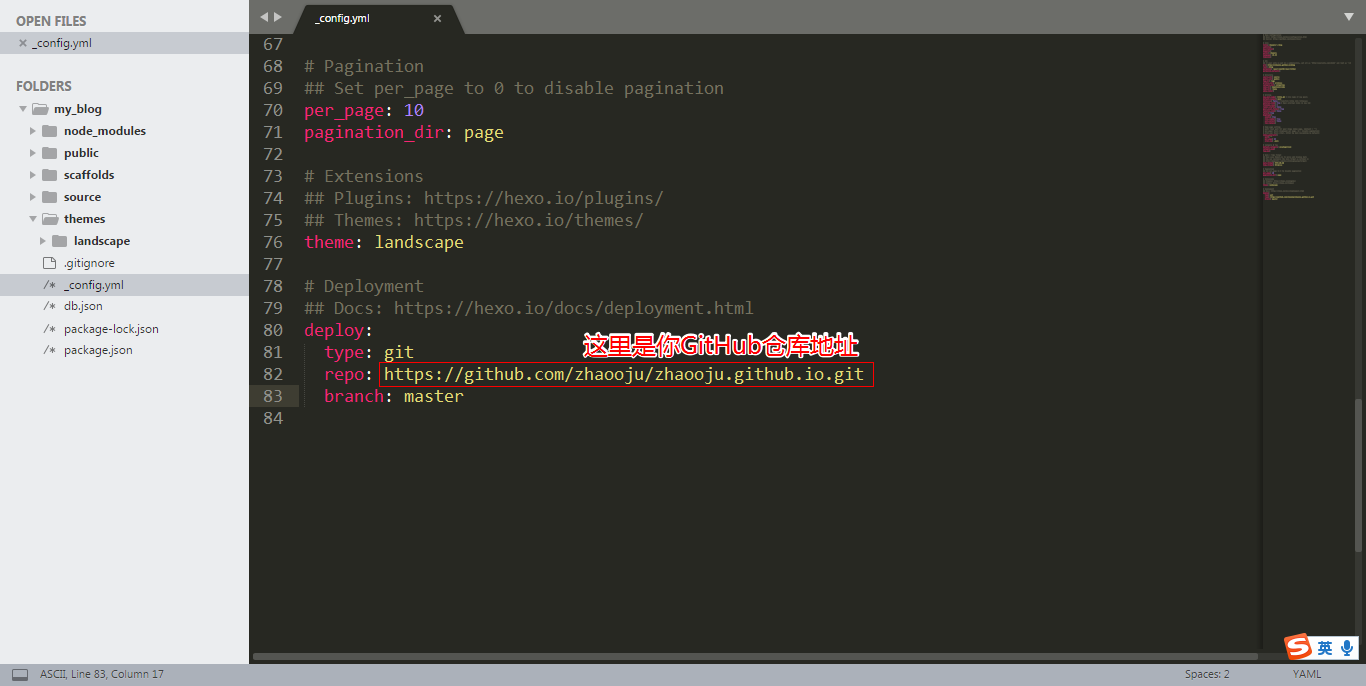 OPEN FILES
_config.yml
FOLDERS
my_blog
node_modules
public
scaffolds
source
themes
landscape
.gitignore
/* _config.yml
/* db.json
/* package-lock.json
/* package.json
_config.yml
67
68 # Pagination
69 ## Set per_page to 0 to disable pagination
70 per_page: 10
71 pagination_dir: page
72
73 # Extensions
74 ## Plugins: https://hexo.io/plugins/
75 ## Themes: https://hexo.io/themes/
76 theme: landscape
77
78 # Deployment
79 ## Docs: https://hexo.io/docs/deployment.html
80 deploy:
这里是你GitHub仓库地址
81 type: git
82 repo: https://github.com/zhaooju/zhaooju.github.io.git
83 branch: master
84
S 英
ASCII, Line 83, Column 17
Spaces: 2
YAML